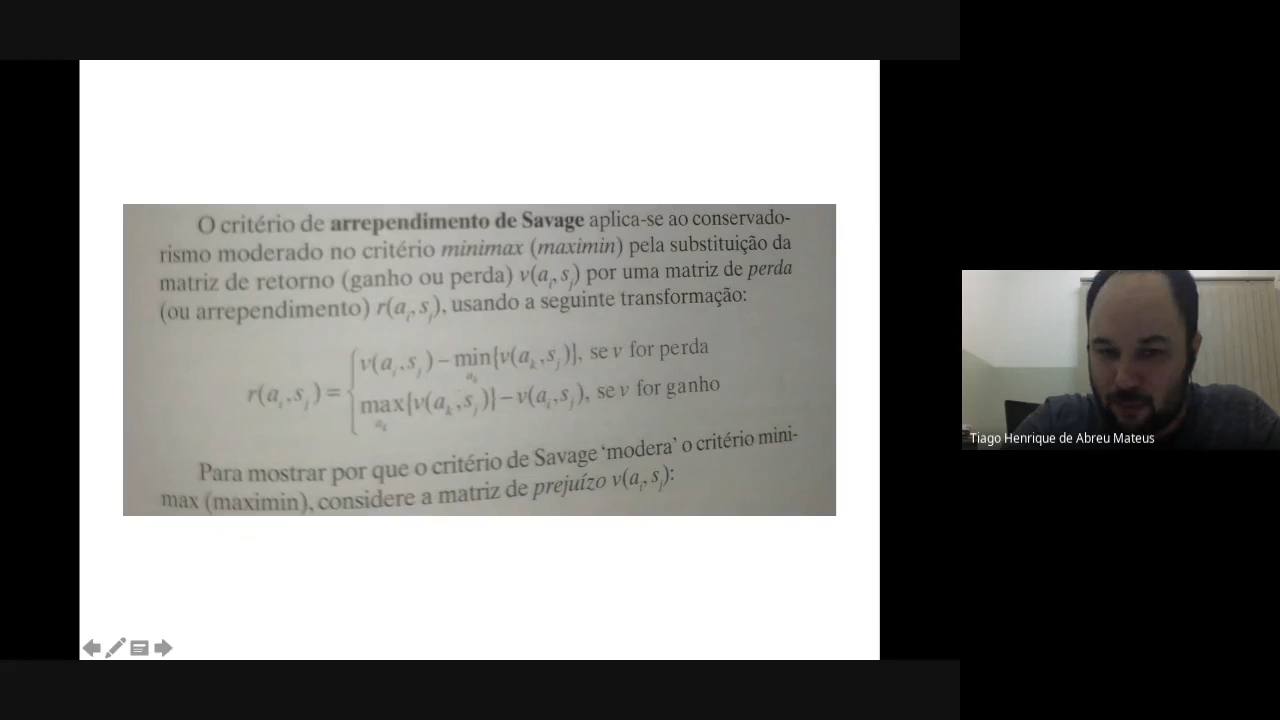 O critério de arrependimento de Savage aplica-se ao conservado-
rismo moderado no critério minimax (maximin) pela substituição da
matriz de retorno (ganho ou perda) v(aᵢ, sⱼ) por uma matriz de perda
(ou arrependimento) r(aᵢ, sⱼ), usando a seguinte transformação:
r(aᵢ, sⱼ) = { v(aᵢ, sⱼ) – min{v(aₖ, sⱼ)}, se v for perda
aₖ
max{v(aₖ, sⱼ)} – v(aᵢ, sⱼ), se v for ganho
aₖ
Para mostrar por que o critério de Savage ‘modera’ o critério mini-
max (maximin), considere a matriz de prejuízo v(aᵢ, sⱼ):
Tiago Henrique de Abreu Mateus